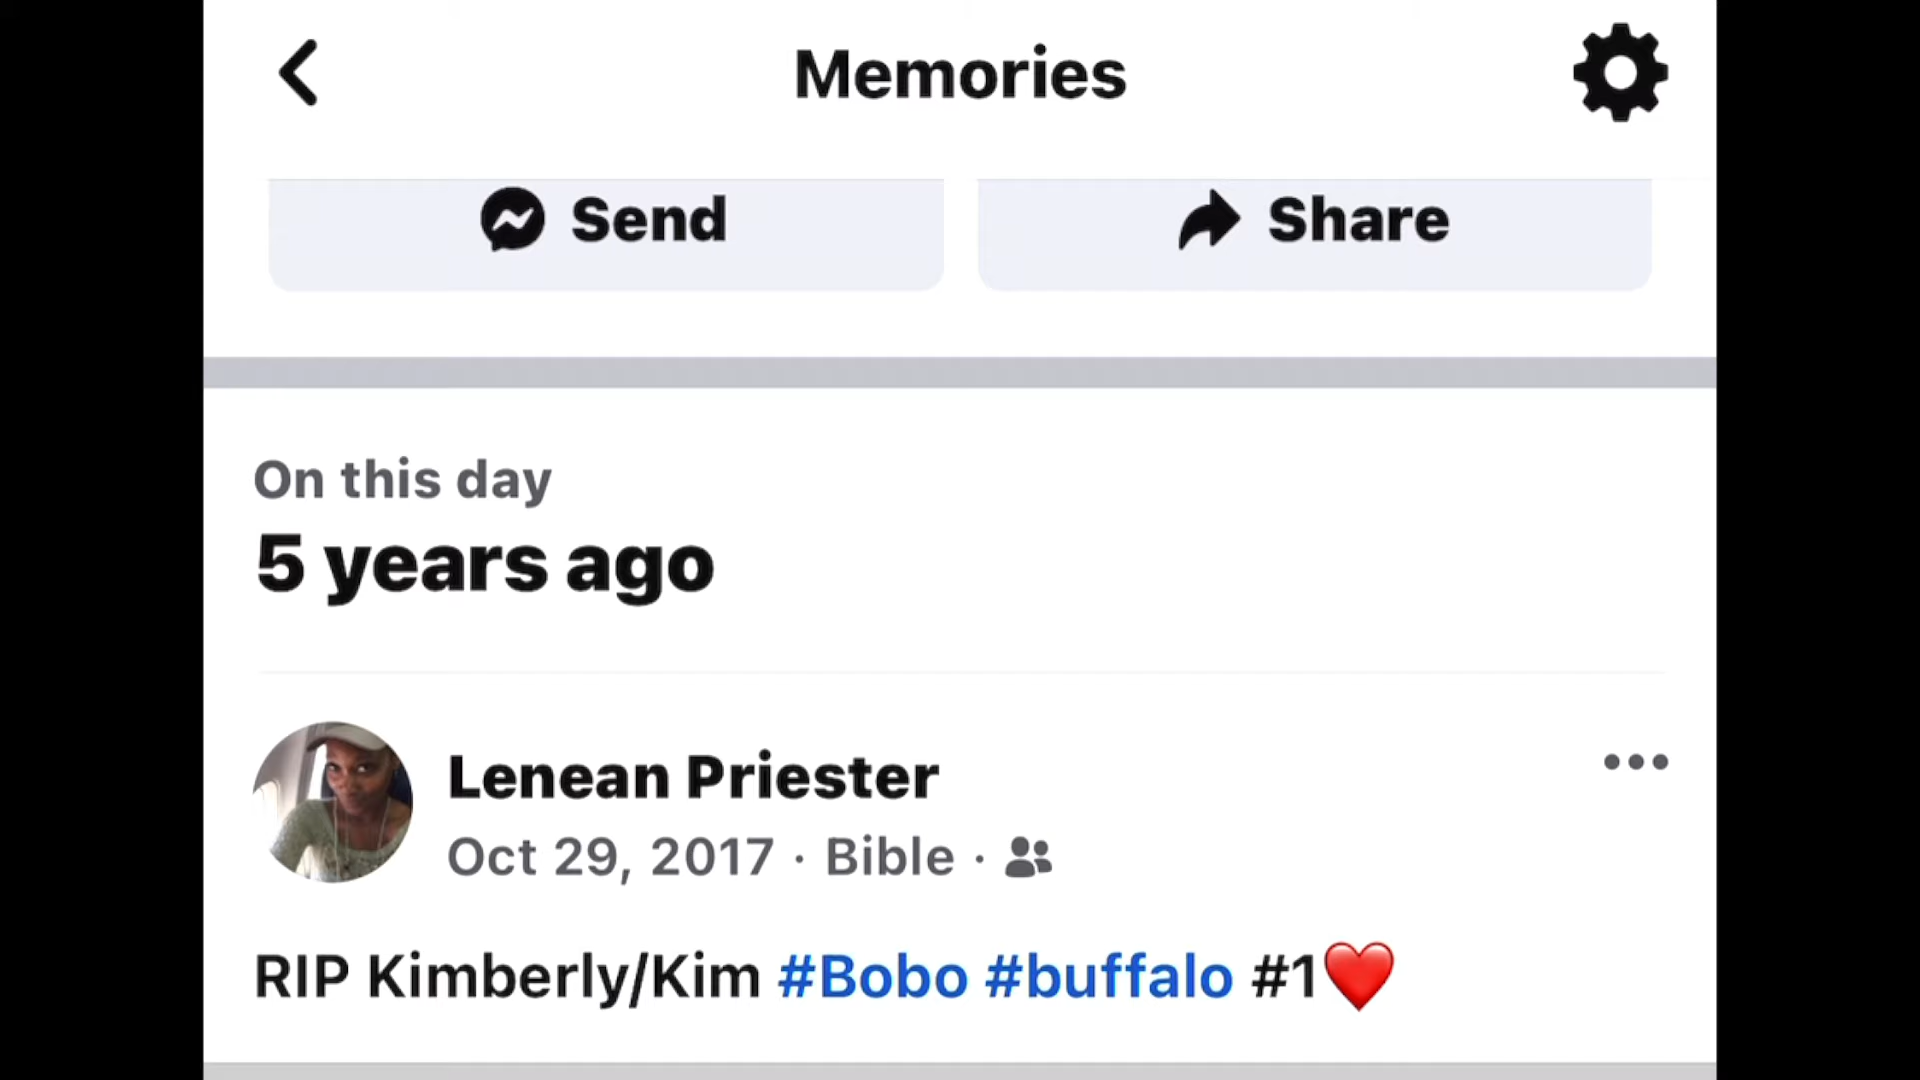 Memories
Send
Share
On this day
5 years ago
Lenean Priester
Oct 29, 2017 · Bible ·
RIP Kimberly/Kim #Bobo #buffalo #1❤️